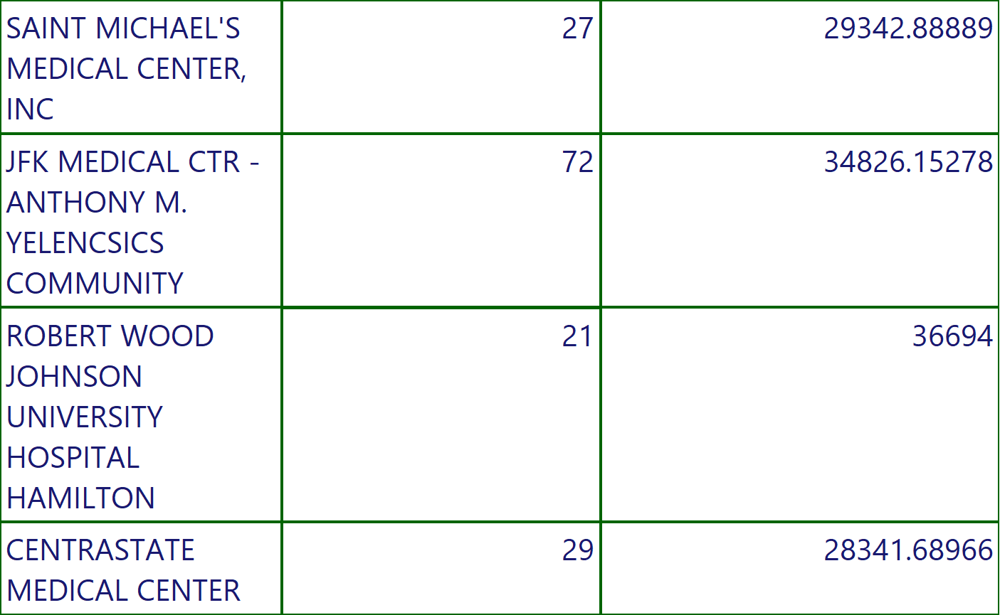 SAINT MICHAEL'S 27 29342.88889
MEDICAL CENTER,
INC
JFK MEDICAL CTR - 72 34826.15278
ANTHONY M.
YELENCSICS
COMMUNITY
ROBERT WOOD 21 36694
JOHNSON
UNIVERSITY
HOSPITAL
HAMILTON
CENTRASTATE 29 28341.68966
MEDICAL CENTER